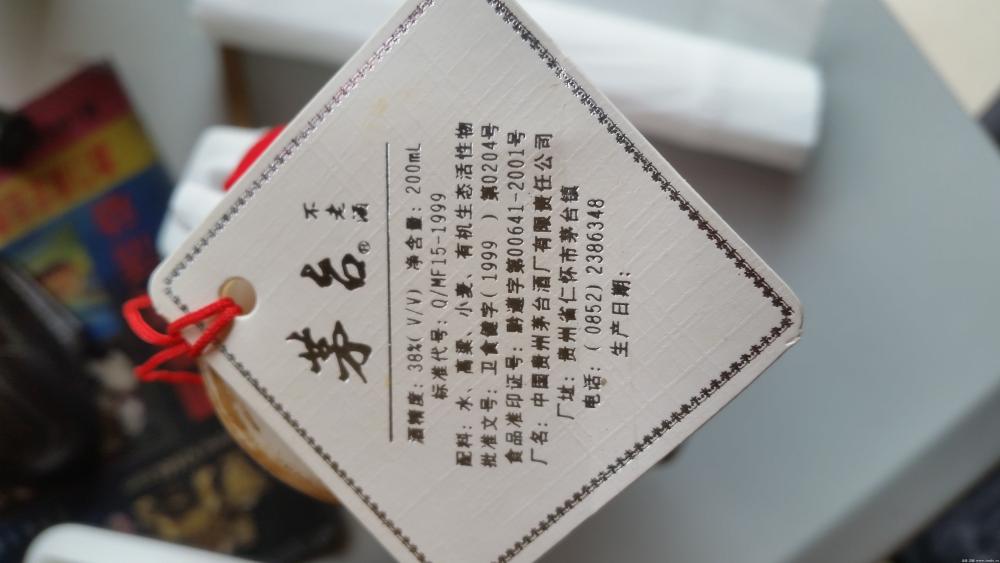 茅台®
不老酒
酒精度：38%(V/V) 净含量：200mL
标准代号：Q/MF15-1999
配料：水、高粱、小麦、有机生态活性物
批准文号：卫食健字(1999)第0204号
食品准印证号：黔遵字第00641-2001号
厂名：中国贵州茅台酒厂有限责任公司
厂址：贵州省仁怀市茅台镇
电话：(0852)2386348
生产日期：